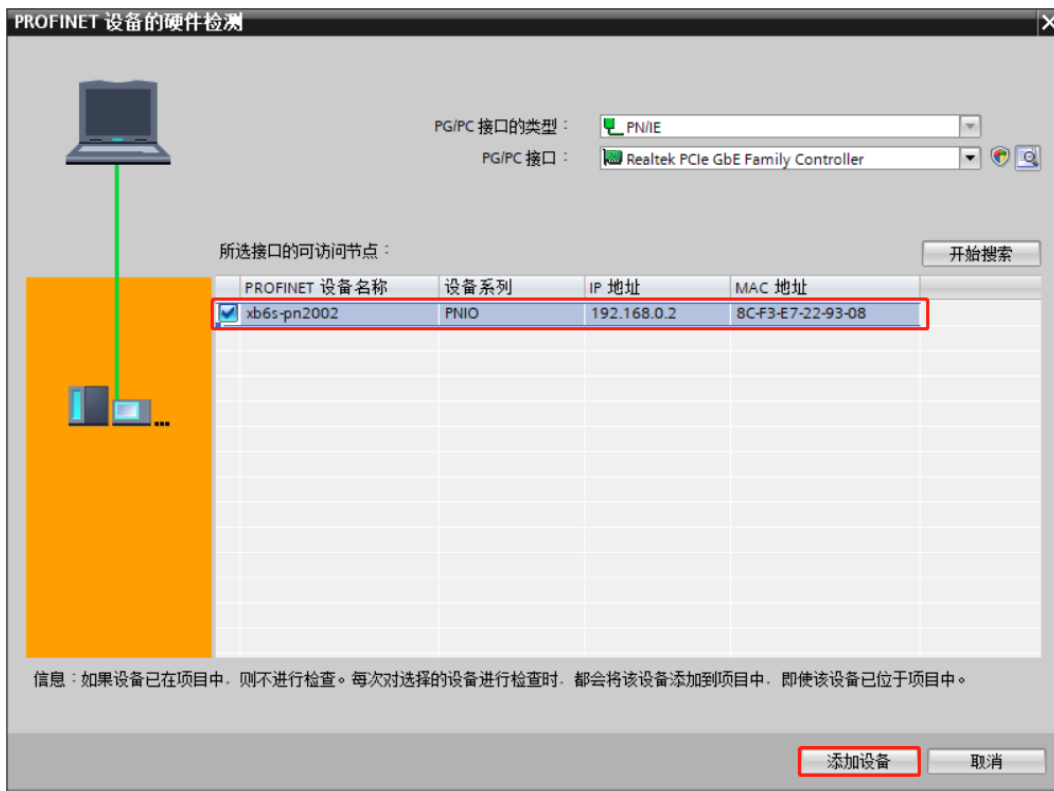 PROFINET 设备的硬件检测
PG/PC 接口的类型： PN/IE
PG/PC 接口： Realtek PCIe GbE Family Controller
所选接口的可访问节点：
开始搜索
PROFINET 设备名称 设备系列 IP 地址 MAC 地址
xb6s-pn2002 PNIO 192.168.0.2 8C-F3-E7-22-93-08
...
信息：如果设备已在项目中，则不进行检查。每次对选择的设备进行检查时，都会将该设备添加到项目中，即使该设备已位于项目中。
添加设备 取消